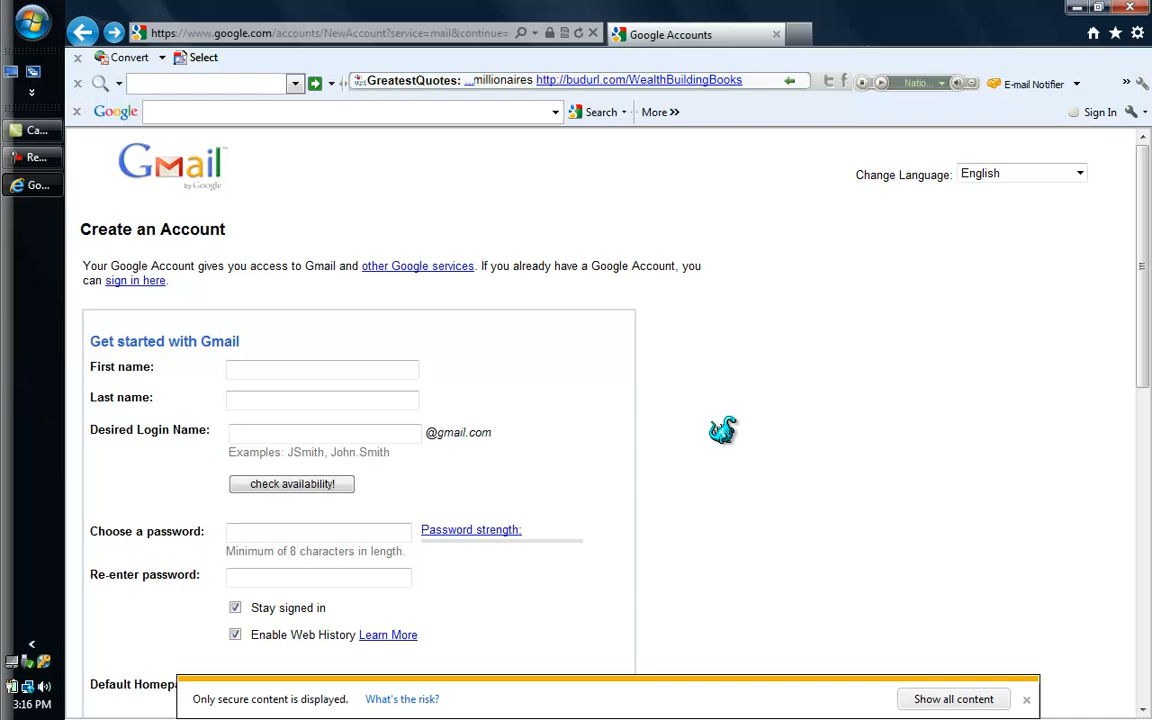 https://www.google.com/accounts/NewAccount?service=mail&continue=
Google Accounts
Convert
Select
GreatestQuotes: ...millionaires http://budurl.com/WealthBuildingBooks
Natio...
E-mail Notifier
Google
Search
More >>
Sign In
Ca...
Re...
Go...
Gmail
by Google
Change Language: English
Create an Account
Your Google Account gives you access to Gmail and other Google services. If you already have a Google Account, you
can sign in here.
Get started with Gmail
First name:
Last name:
Desired Login Name: @gmail.com
Examples: JSmith, John.Smith
check availability!
Choose a password: Password strength:
Minimum of 8 characters in length.
Re-enter password:
Stay signed in
Enable Web History Learn More
Default Homep
Only secure content is displayed. What's the risk? Show all content
3:16 PM